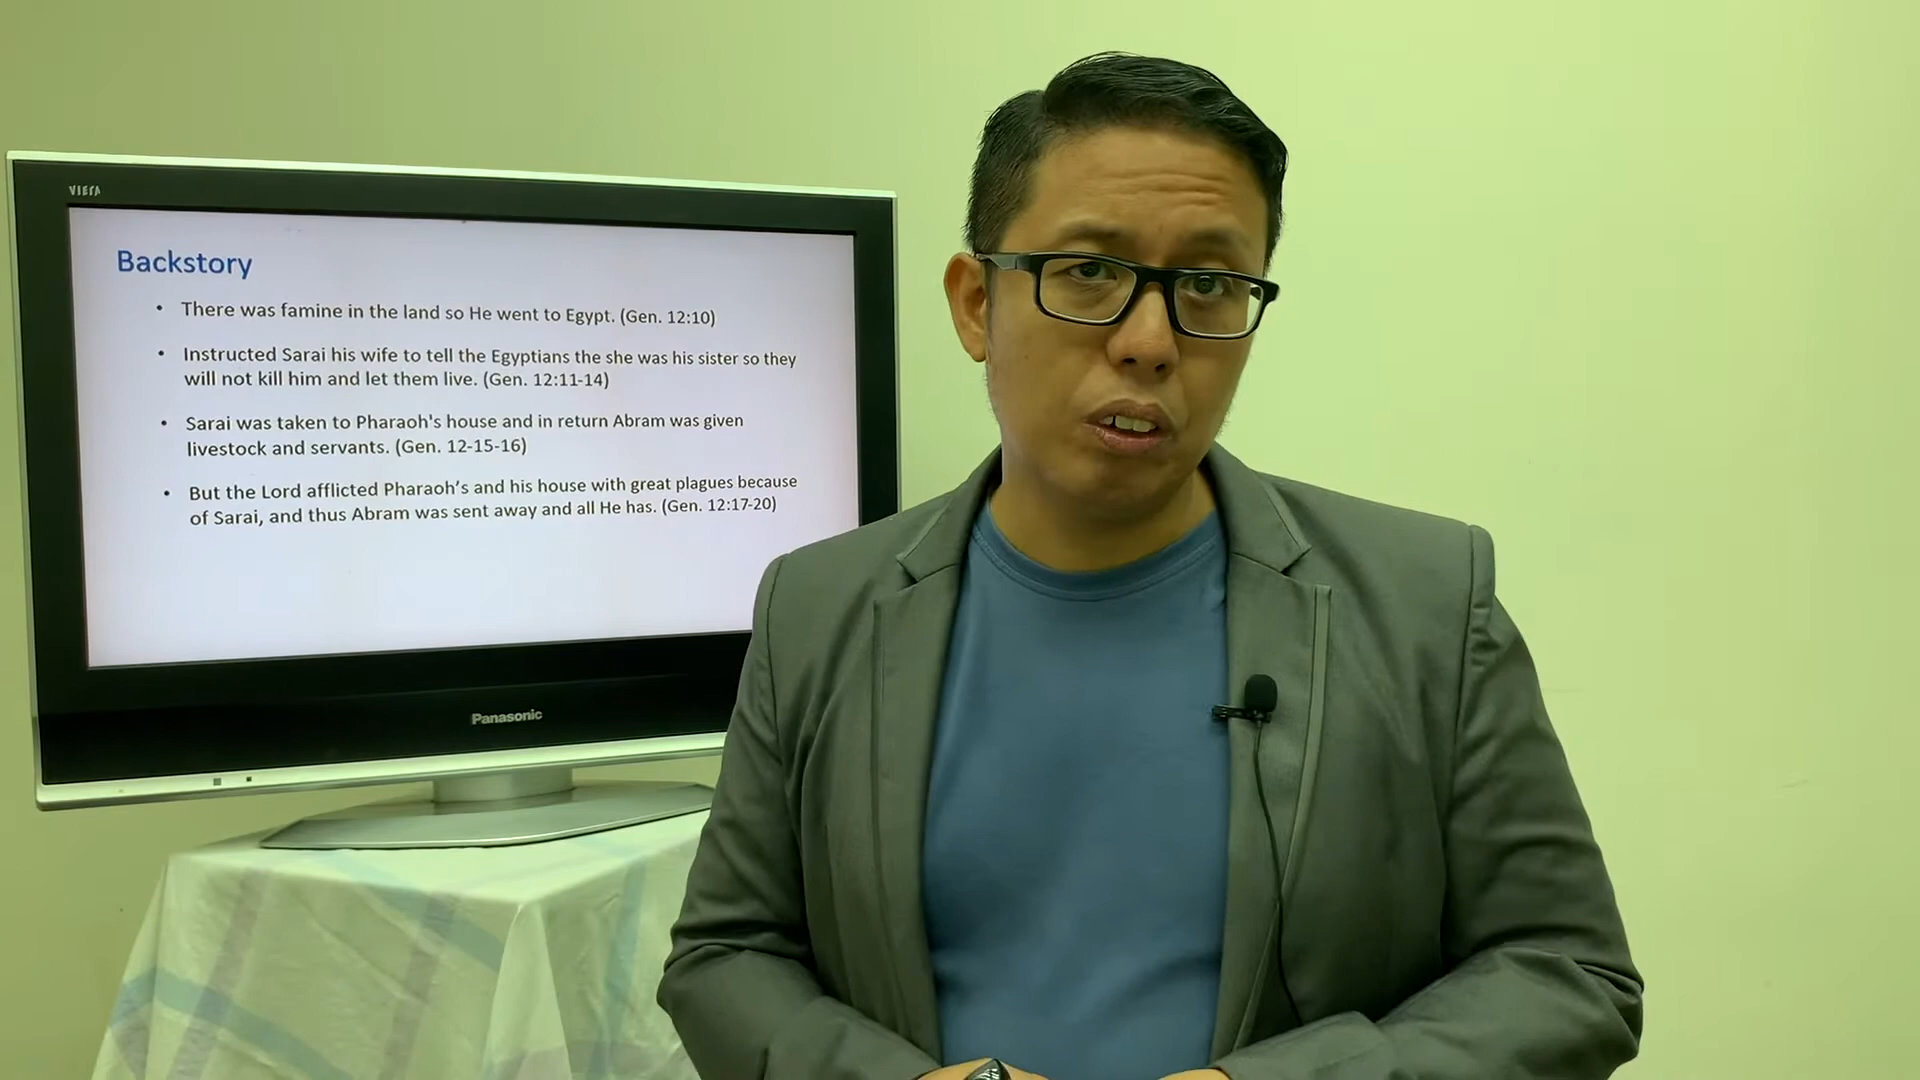 VIERA
Backstory
• There was famine in the land so He went to Egypt. (Gen. 12:10)
• Instructed Sarai his wife to tell the Egyptians the she was his sister so they
will not kill him and let them live. (Gen. 12:11-14)
• Sarai was taken to Pharaoh's house and in return Abram was given
livestock and servants. (Gen. 12-15-16)
• But the Lord afflicted Pharaoh's and his house with great plagues because
of Sarai, and thus Abram was sent away and all He has. (Gen. 12:17-20)
Panasonic